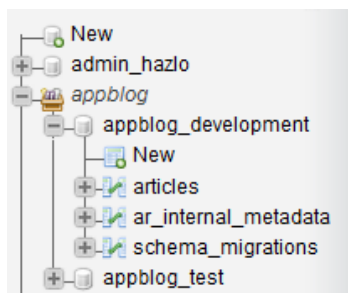 New
admin_hazlo
appblog
appblog_development
New
articles
ar_internal_metadata
schema_migrations
appblog_test